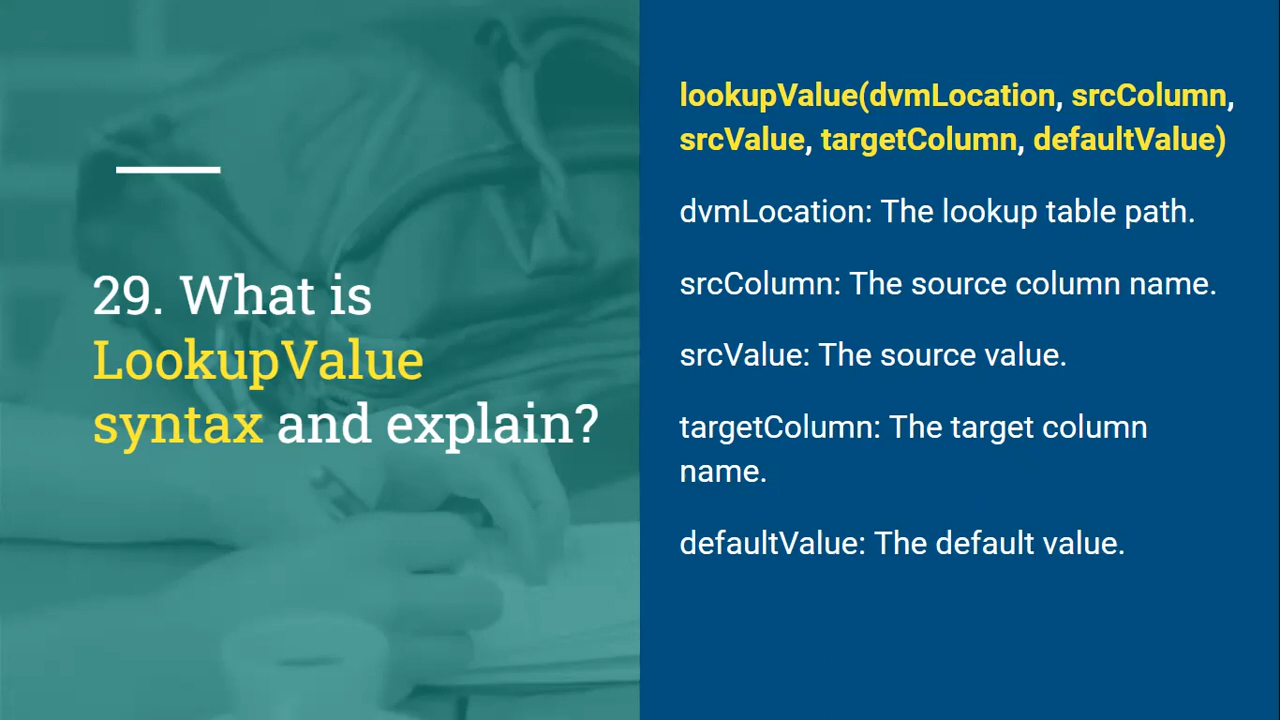 29. What is
LookupValue
syntax and explain?
lookupValue(dvmLocation, srcColumn,
srcValue, targetColumn, defaultValue)
dvmLocation: The lookup table path.
srcColumn: The source column name.
srcValue: The source value.
targetColumn: The target column
name.
defaultValue: The default value.